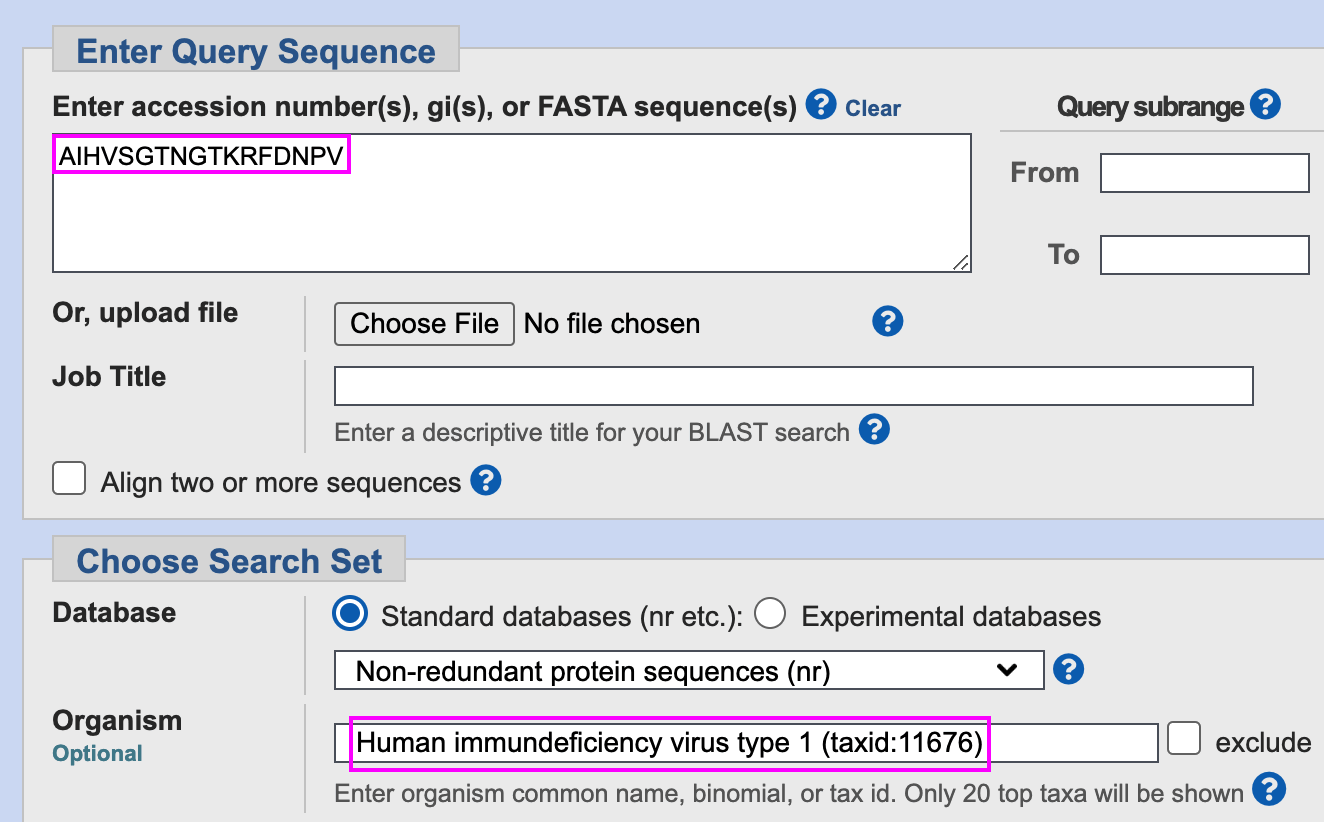 Enter Query Sequence
Enter accession number(s), gi(s), or FASTA sequence(s) ? Clear
Query subrange ?
AIHVSGTNGTKRFDNPV
From
To
Or, upload file
Choose File No file chosen ?
Job Title
Enter a descriptive title for your BLAST search ?
Align two or more sequences ?
Choose Search Set
Database
Standard databases (nr etc.): Experimental databases
Non-redundant protein sequences (nr) ?
Organism
Optional
Human immundeficiency virus type 1 (taxid:11676) exclude
Enter organism common name, binomial, or tax id. Only 20 top taxa will be shown ?